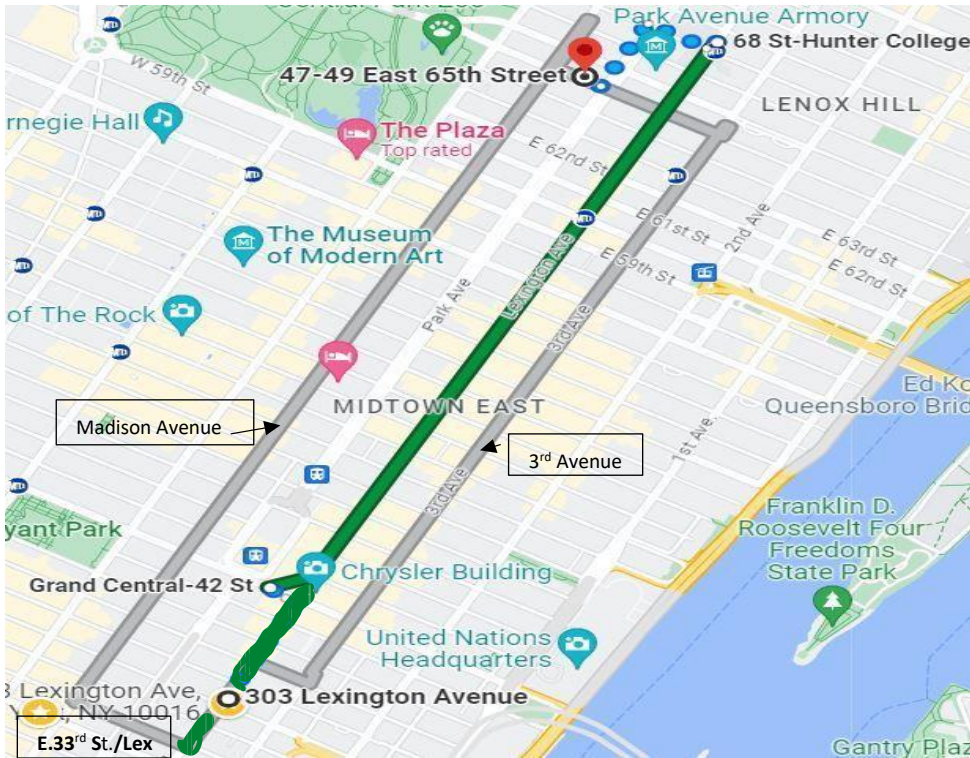 Park Avenue Armory
68 St-Hunter College
47-49 East 65th Street
W 59th St
LENOX HILL
rnegie Hall
The Plaza
Top rated
E 62nd St
The Museum
of Modern Art
E 61st St
2nd Ave
E 63rd St
E 62nd St
E 59th St
Lexington Ave
Park Ave
3rd Ave
of The Rock
Ed Ko
Queensboro Brid
MIDTOWN EAST
Madison Avenue
3rd Avenue
1st Ave
3rd Ave
yant Park
Franklin D.
Roosevelt Four
Freedoms
State Park
Grand Central-42 St
Chrysler Building
United Nations
Headquarters
3 Lexington Ave,
NY 10016
303 Lexington Avenue
E.33rd St./Lex
Gantry Plaz